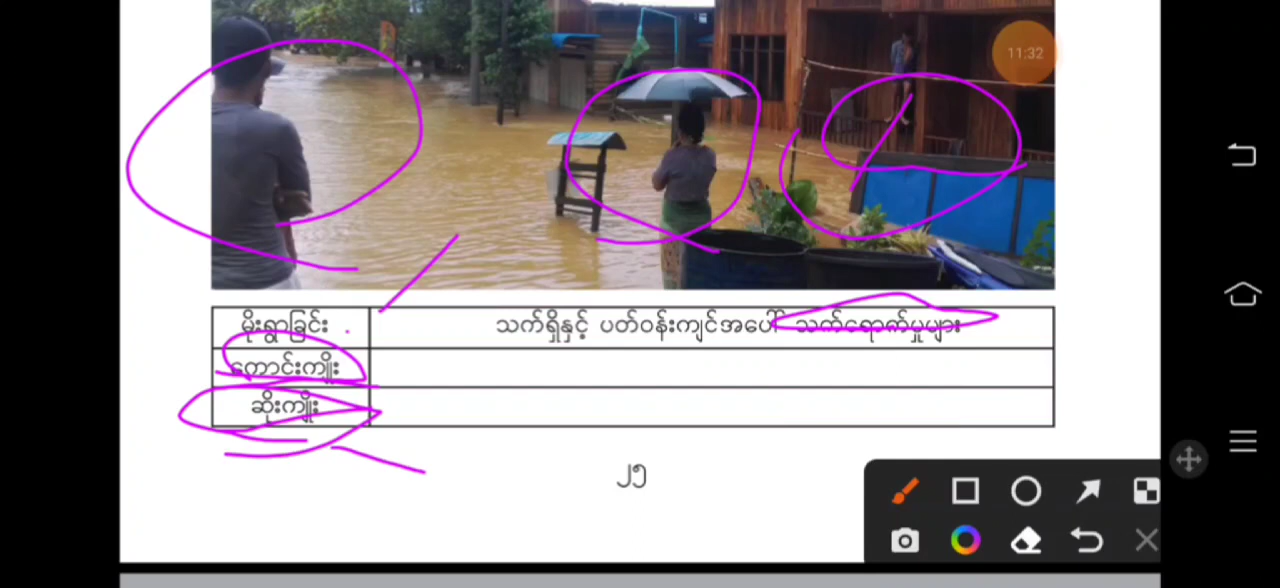 11:32
မိုးရွာခြင်း သက်ရှိနှင့် ပတ်ဝန်းကျင်အပေါ် သက်ရောက်မှုများ
ကောင်းကျိုး
ဆိုးကျိုး
၂၅